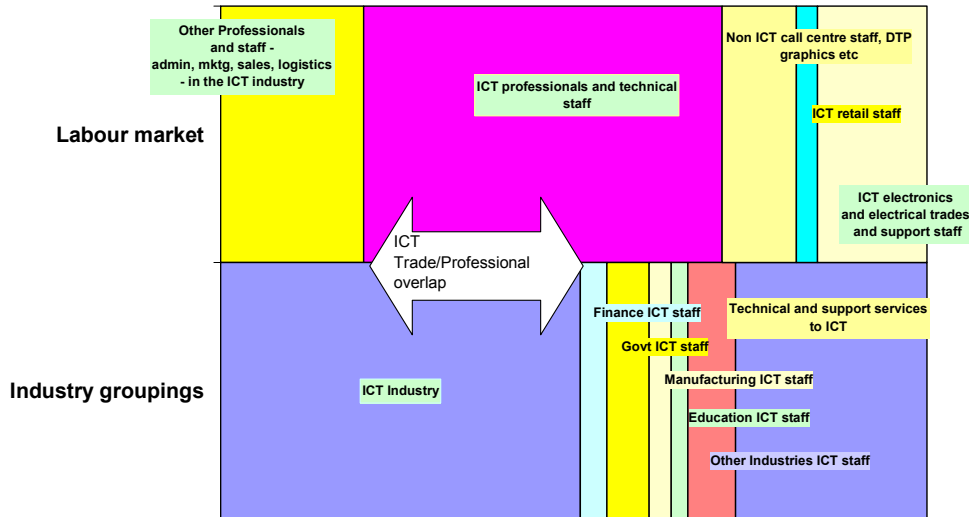 Other Professionals
and staff -
admin, mktg, sales, logistics
- in the ICT industry
Non ICT call centre staff, DTP
graphics etc
ICT professionals and technical
staff
ICT retail staff
Labour market
ICT electronics
and electrical trades
and support staff
ICT
Trade/Professional
overlap
Finance ICT staff
Technical and support services
to ICT
Govt ICT staff
Manufacturing ICT staff
Industry groupings
ICT Industry
Education ICT staff
Other Industries ICT staff